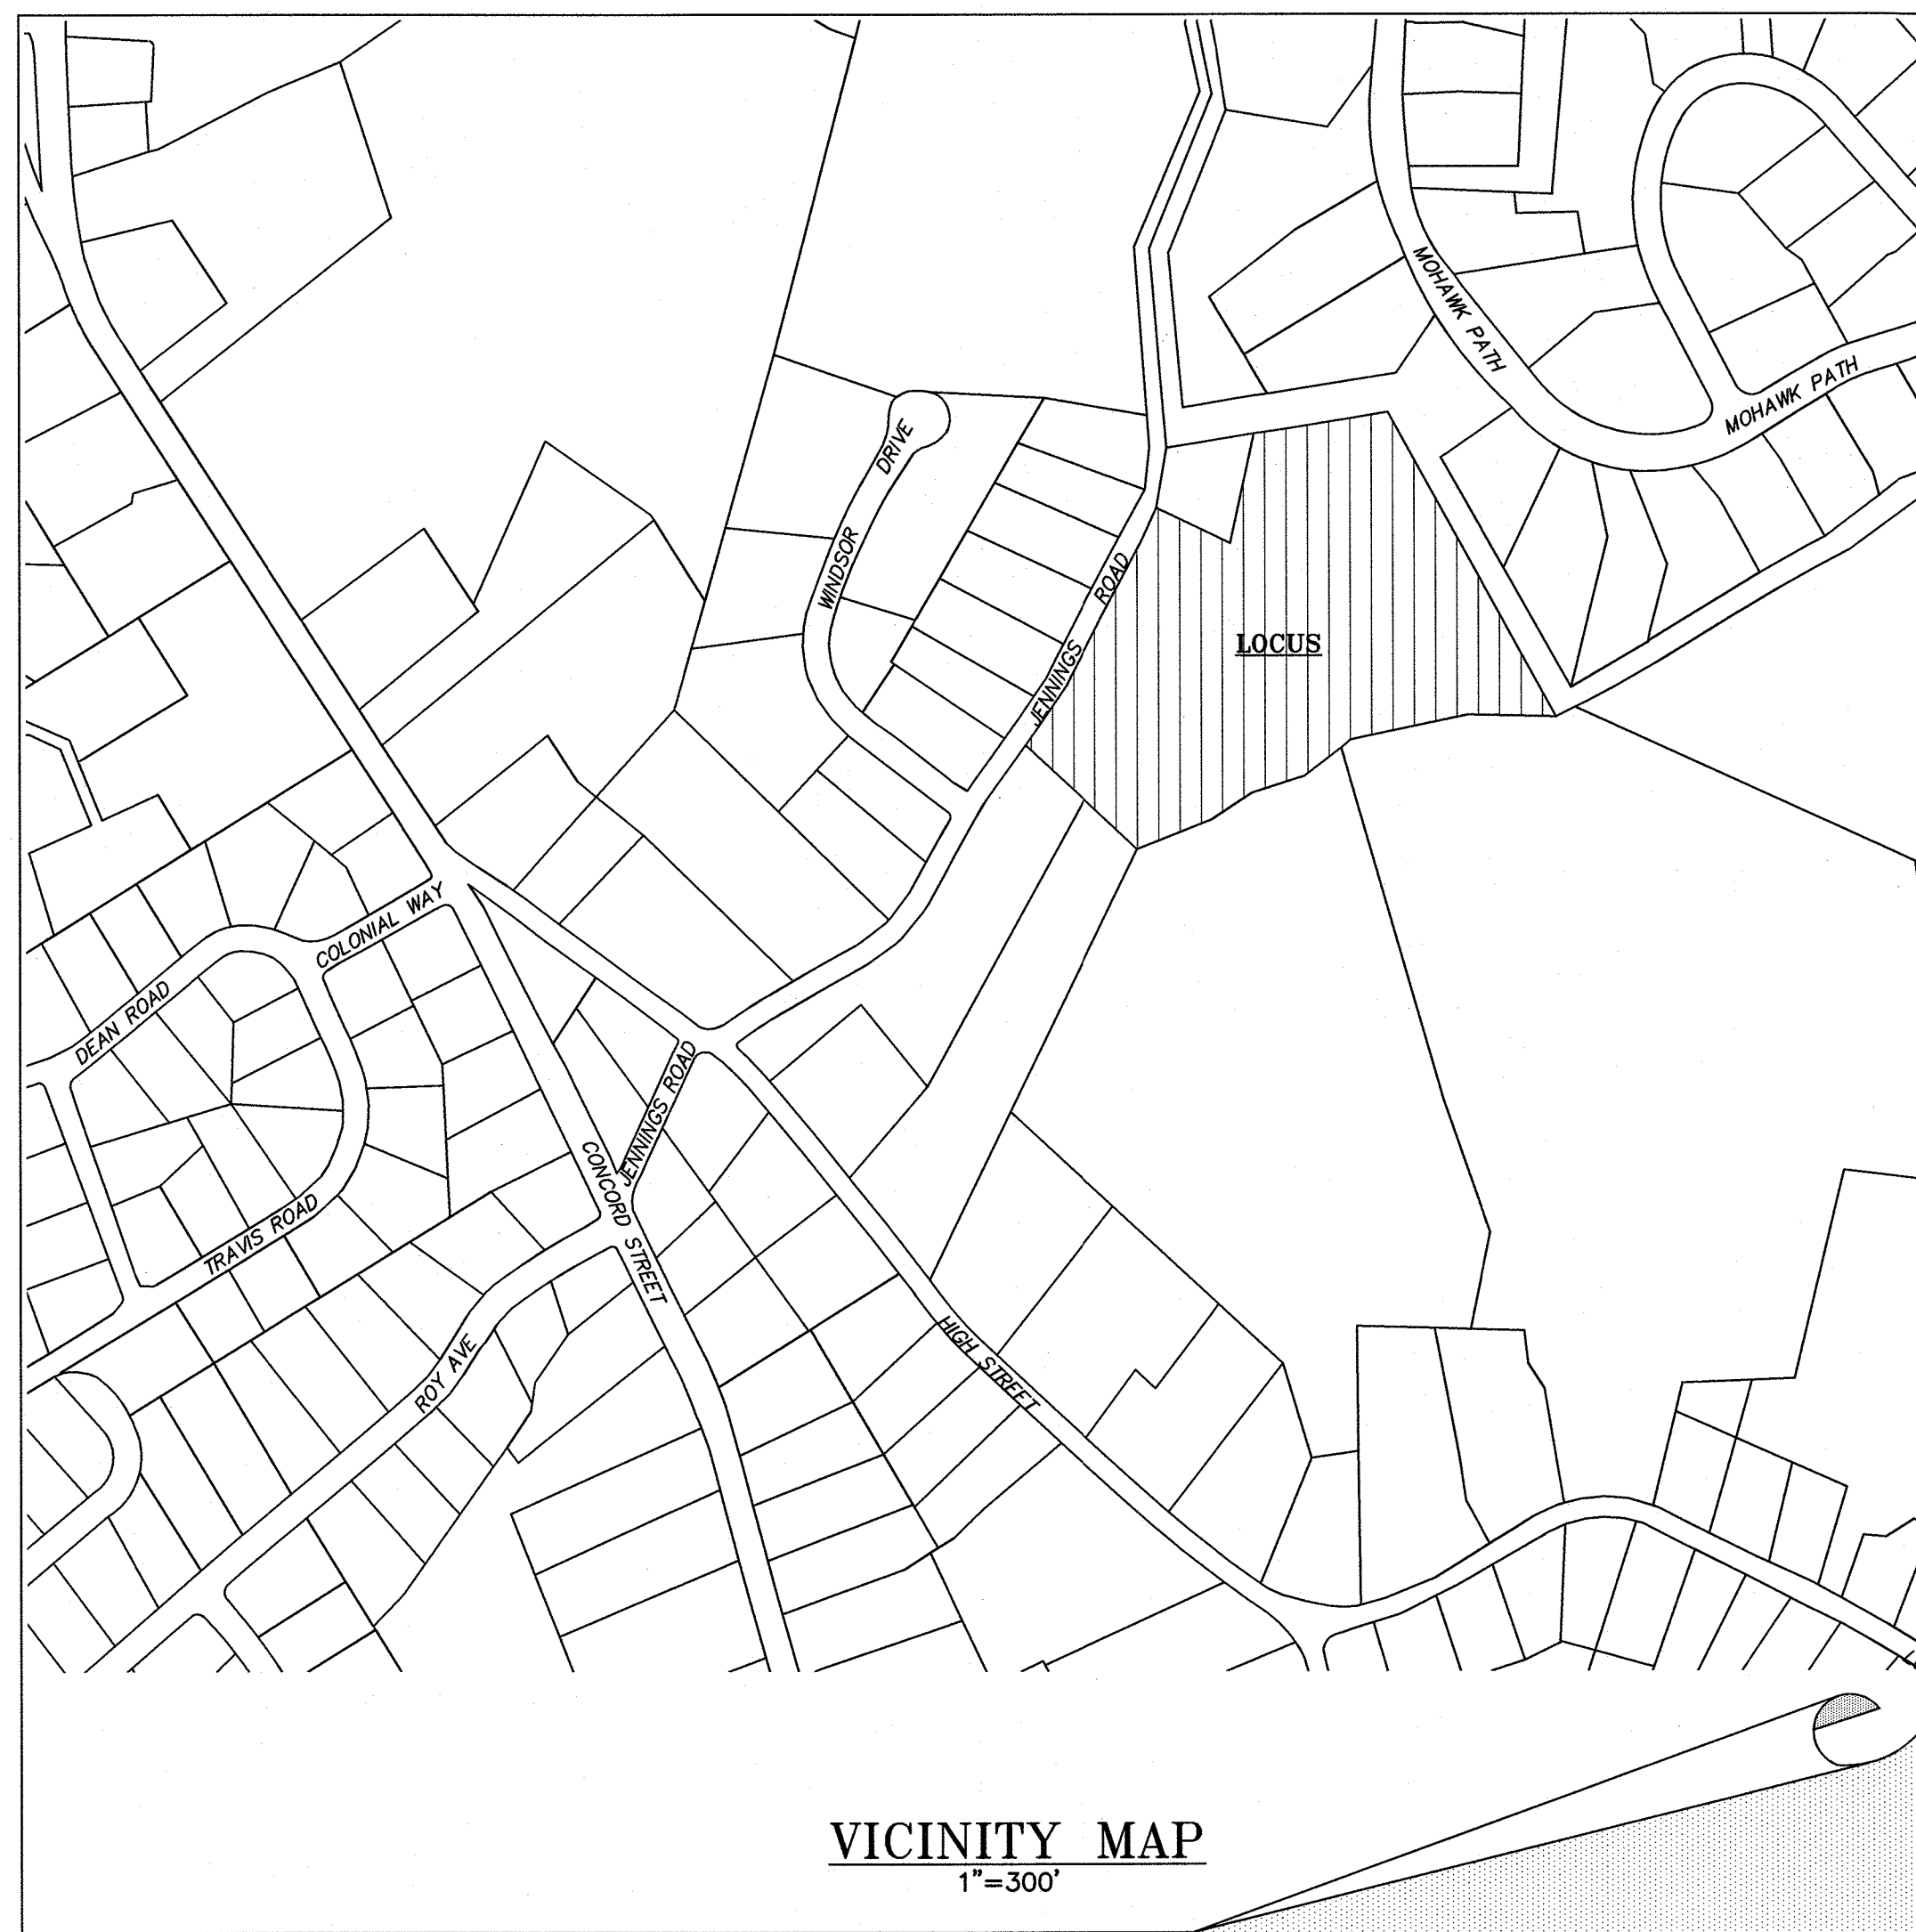 MOHAWK PATH
MOHAWK PATH
WINDSOR DRIVE
JENNINGS ROAD
LOCUS
COLONIAL WAY
DEAN ROAD
JENNINGS ROAD
CONCORD STREET
TRAVIS ROAD
ROY AVE
HIGH STREET
VICINITY MAP
1"=300'